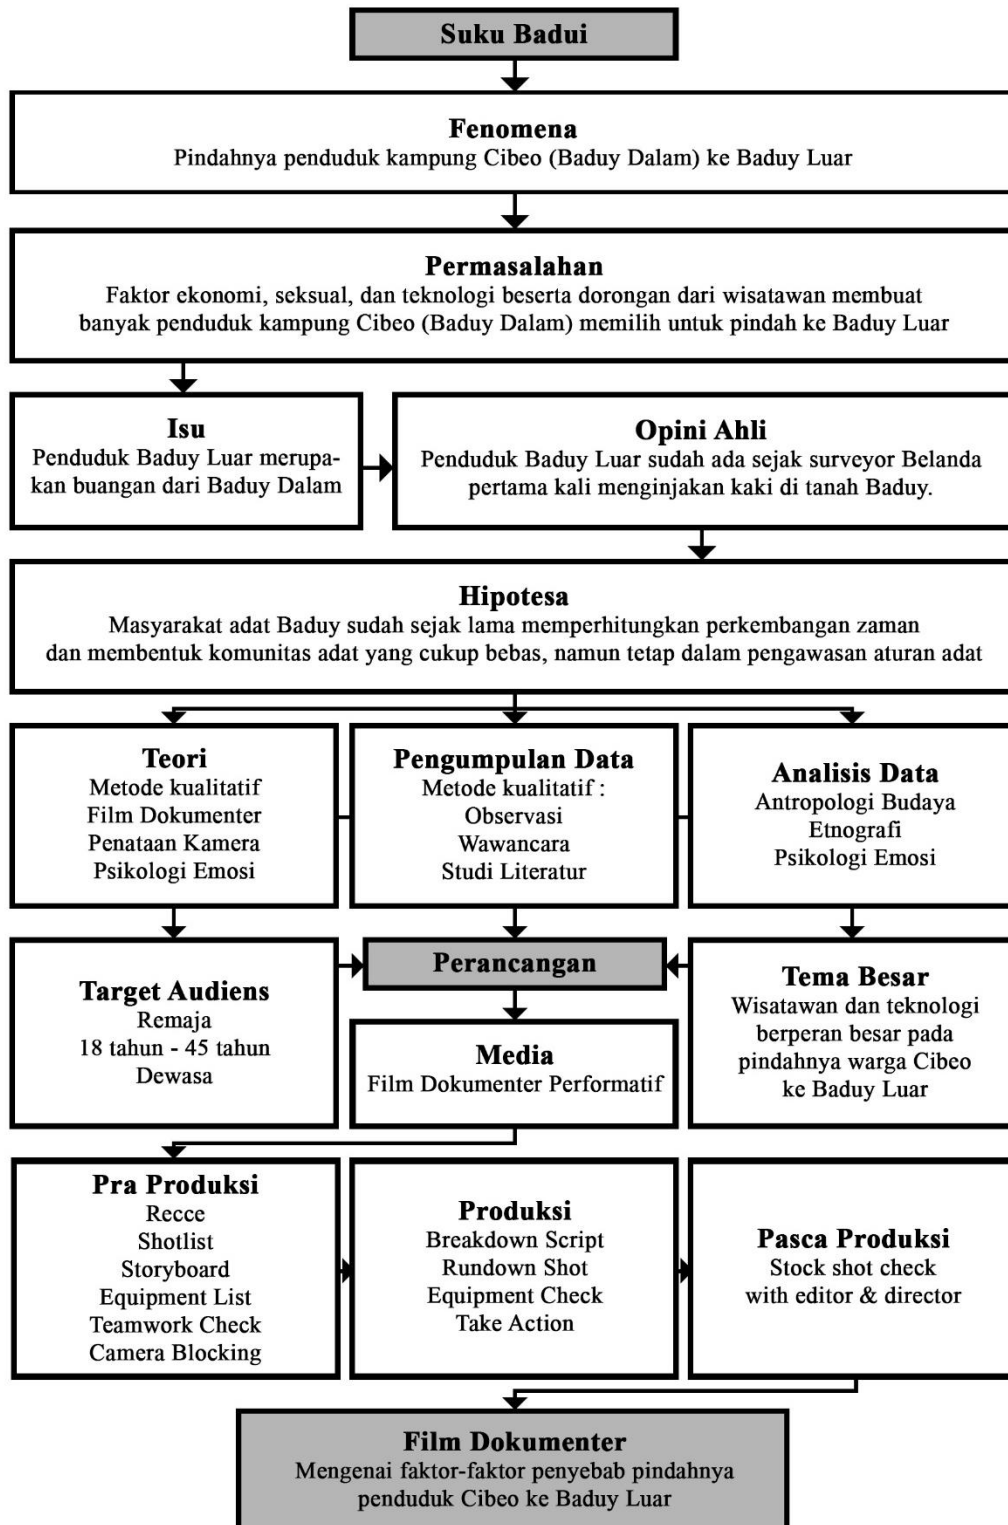 Suku Badui
Fenomena
Pindahnya penduduk kampung Cibeo (Baduy Dalam) ke Baduy Luar
Permasalahan
Faktor ekonomi, seksual, dan teknologi beserta dorongan dari wisatawan membuat
banyak penduduk kampung Cibeo (Baduy Dalam) memilih untuk pindah ke Baduy Luar
Isu
Penduduk Baduy Luar merupa-
kan buangan dari Baduy Dalam
Opini Ahli
Penduduk Baduy Luar sudah ada sejak surveyor Belanda
pertama kali menginjakan kaki di tanah Baduy.
Hipotesa
Masyarakat adat Baduy sudah sejak lama memperhitungkan perkembangan zaman
dan membentuk komunitas adat yang cukup bebas, namun tetap dalam pengawasan aturan adat
Teori
Metode kualitatif
Film Dokumenter
Penataan Kamera
Psikologi Emosi
Pengumpulan Data
Metode kualitatif :
Observasi
Wawancara
Studi Literatur
Analisis Data
Antropologi Budaya
Etnografi
Psikologi Emosi
Target Audiens
Remaja
18 tahun - 45 tahun
Dewasa
Perancangan
Media
Film Dokumenter Performatif
Tema Besar
Wisatawan dan teknologi
berperan besar pada
pindahnya warga Cibeo
ke Baduy Luar
Pra Produksi
Recce
Shotlist
Storyboard
Equipment List
Teamwork Check
Camera Blocking
Produksi
Breakdown Script
Rundown Shot
Equipment Check
Take Action
Pasca Produksi
Stock shot check
with editor & director
Film Dokumenter
Mengenai faktor-faktor penyebab pindahnya
penduduk Cibeo ke Baduy Luar